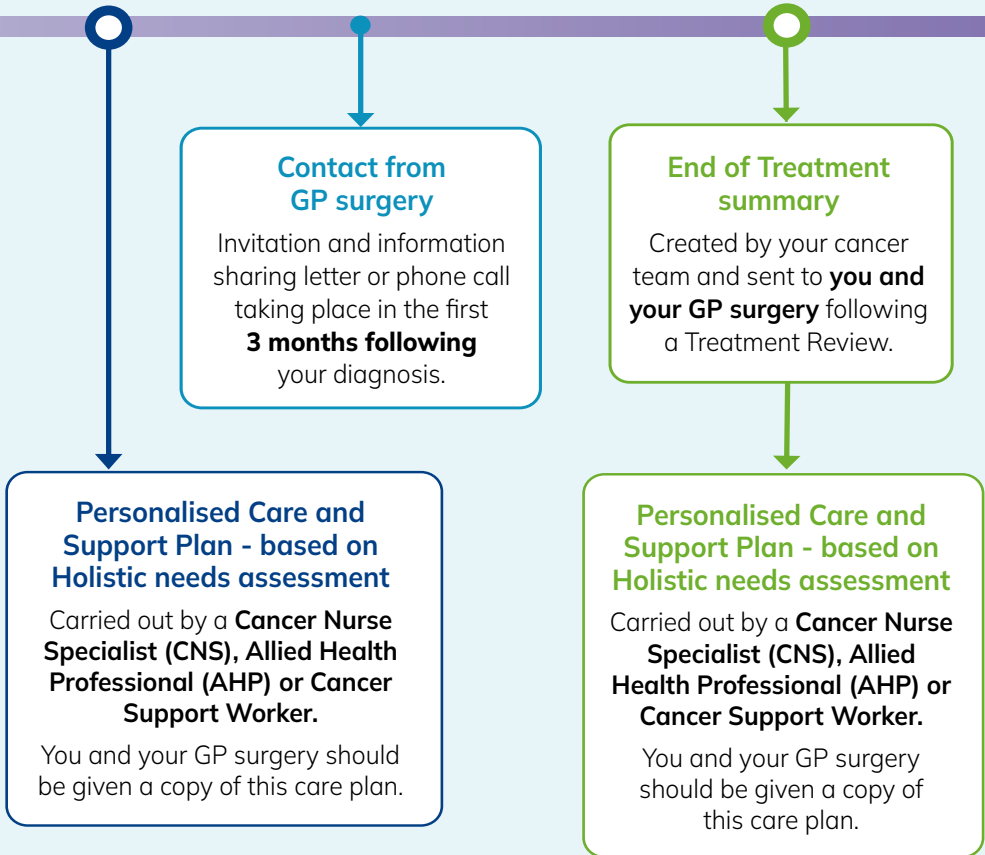 Contact from
GP surgery
Invitation and information
sharing letter or phone call
taking place in the first
3 months following
your diagnosis.
End of Treatment
summary
Created by your cancer
team and sent to you and
your GP surgery following
a Treatment Review.
Personalised Care and
Support Plan - based on
Holistic needs assessment
Carried out by a Cancer Nurse
Specialist (CNS), Allied Health
Professional (AHP) or Cancer
Support Worker.
You and your GP surgery should
be given a copy of this care plan.
Personalised Care and
Support Plan - based on
Holistic needs assessment
Carried out by a Cancer Nurse
Specialist (CNS), Allied
Health Professional (AHP) or
Cancer Support Worker.
You and your GP surgery
should be given a copy of
this care plan.